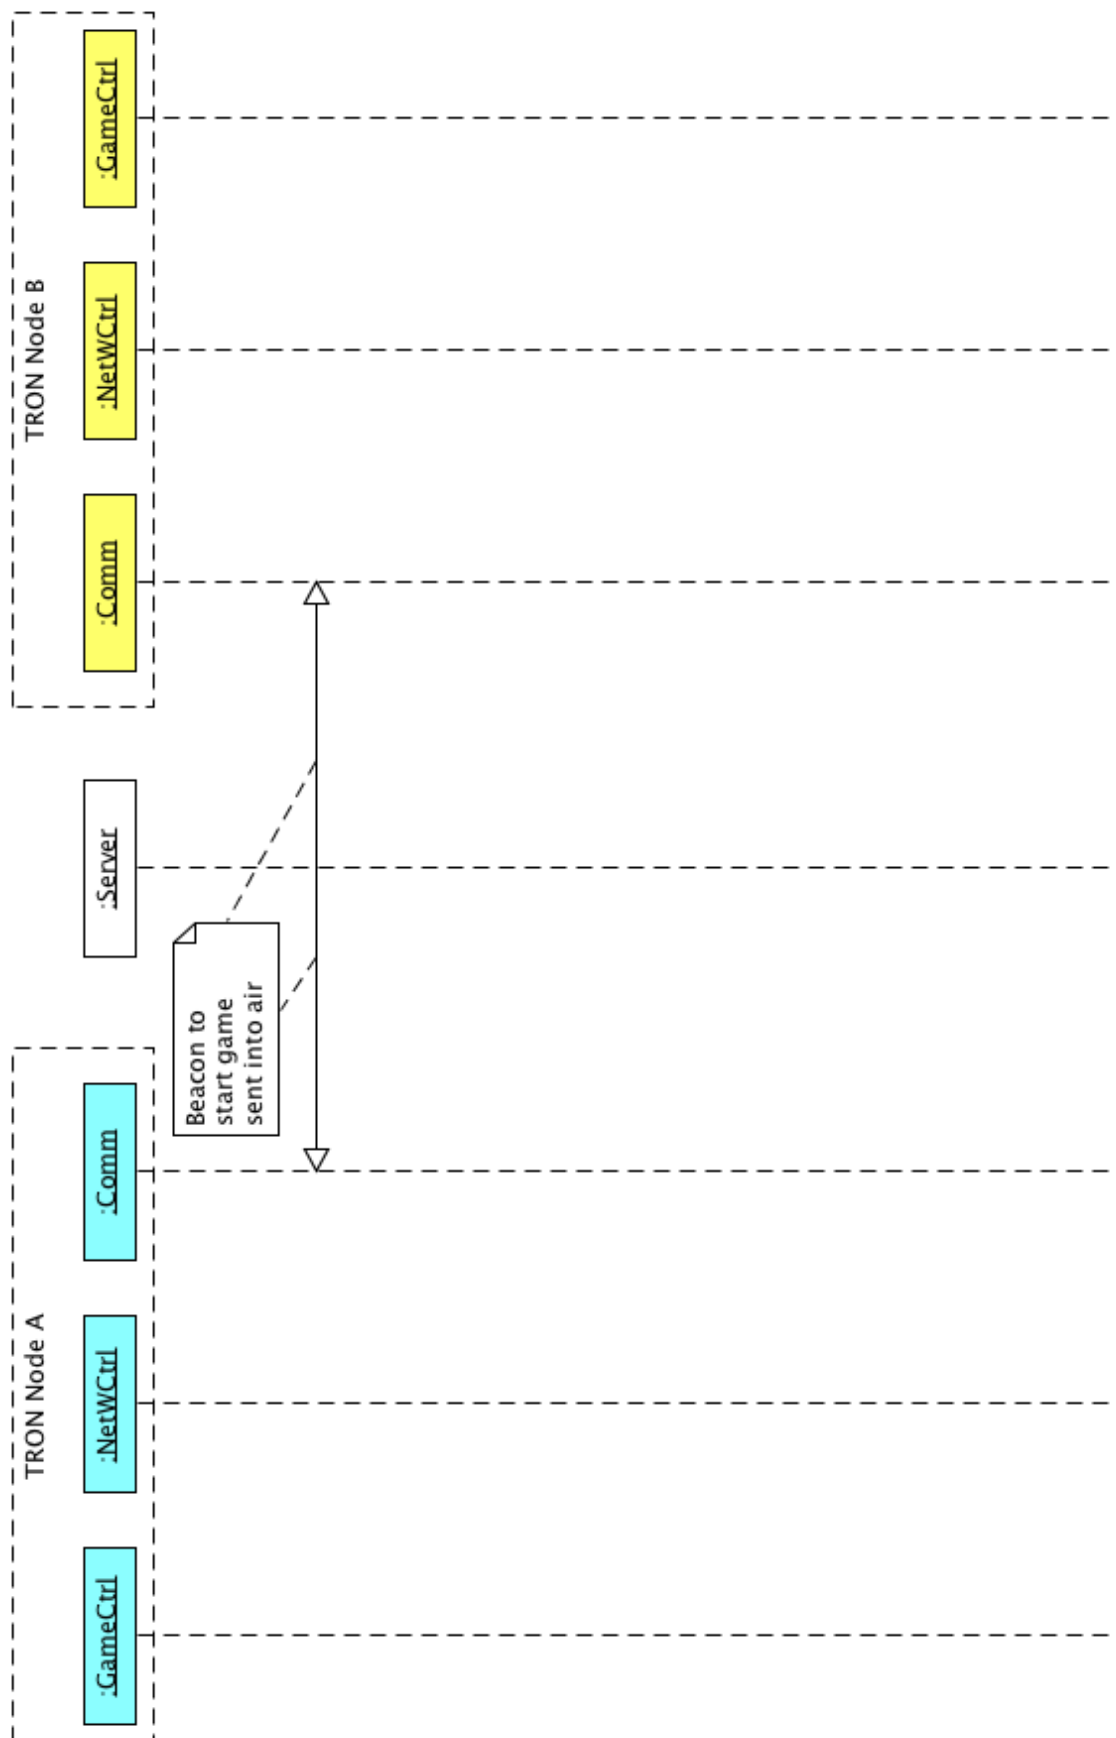 TRON Node A
TRON Node B
:GameCtrl
:NetWCtrl
:Comm
:Server
:Comm
:NetWCtrl
:GameCtrl
Beacon to
start game
sent into air